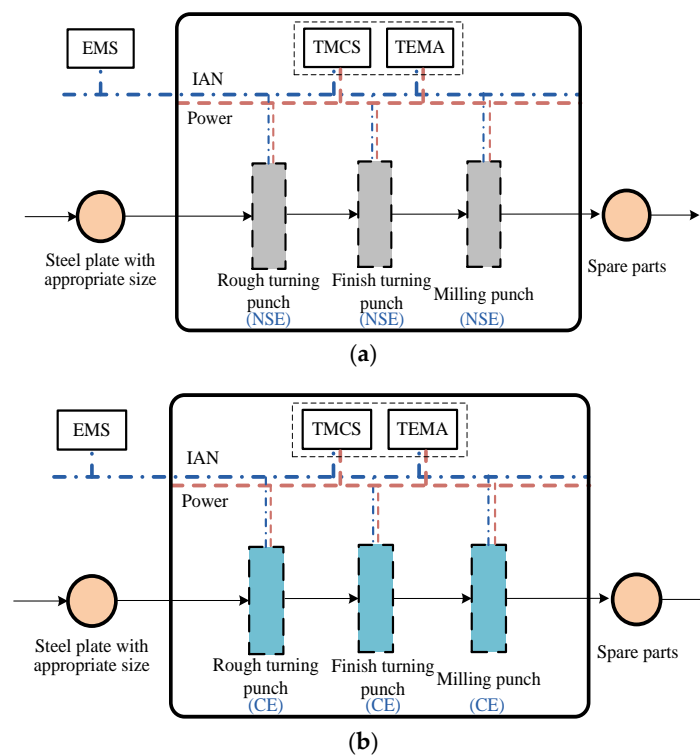 EMS
TMCS
TEMA
IAN
Power
Steel plate with
appropriate size
Rough turning
punch
(NSE)
Finish turning
punch
(NSE)
Milling punch
(NSE)
Spare parts
(a)
EMS
TMCS
TEMA
IAN
Power
Steel plate with
appropriate size
Rough turning
punch
(CE)
Finish turning
punch
(CE)
Milling punch
(CE)
Spare parts
(b)